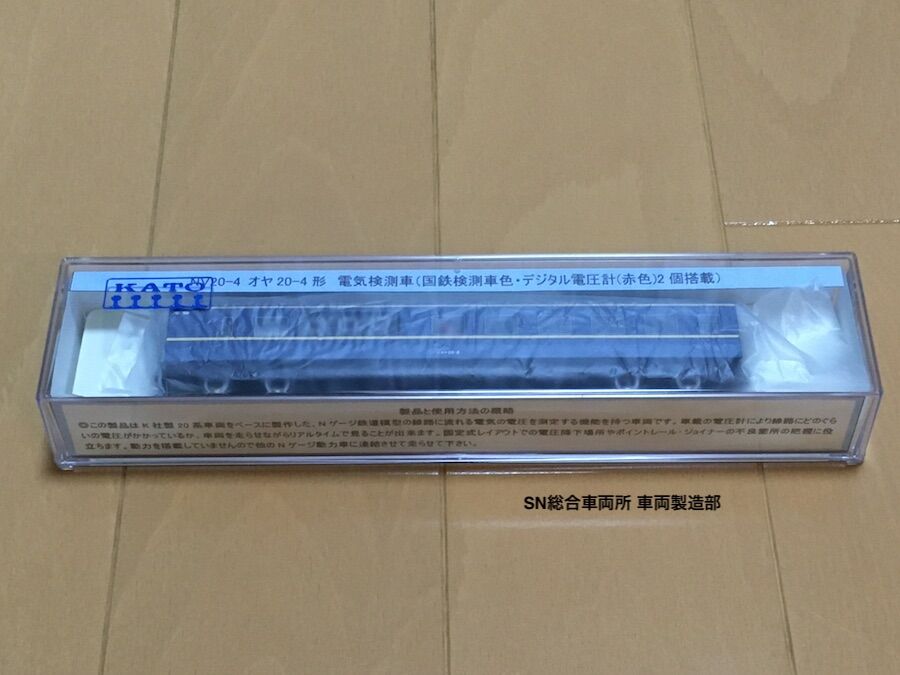 NV20-4 オヤ20-4形 電気検測車(国鉄検測車色・デジタル電圧計(赤色)2個搭載)
KATO
製品と使用方法の概略
◎この製品はK社製20系車両をベースに製作した、Nゲージ鉄道模型の線路に流れる電気の電圧を測定する機能を持つ車両です。車載の電圧計により線路にどのぐら
いの電圧がかかっているか、車両を走らせながらリアルタイムで見ることが出来ます。固定式レイアウトでの電圧降下場所やポイントレール・ジョイナーの不良箇所の把握に役
立ちます。動力を搭載していませんので他のNゲージ動力車に連結させて走らせて下さい。
SN総合車両所 車両製造部